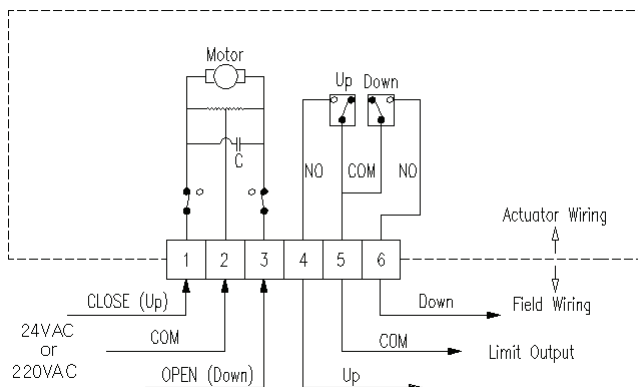 Motor
Up Down
C
NO COM NO
Actuator Wiring
1 2 3 4 5 6
CLOSE (Up)
Down
Field Wiring
24VAC
or
220VAC
COM
COM
Limit Output
OPEN (Down)
Up